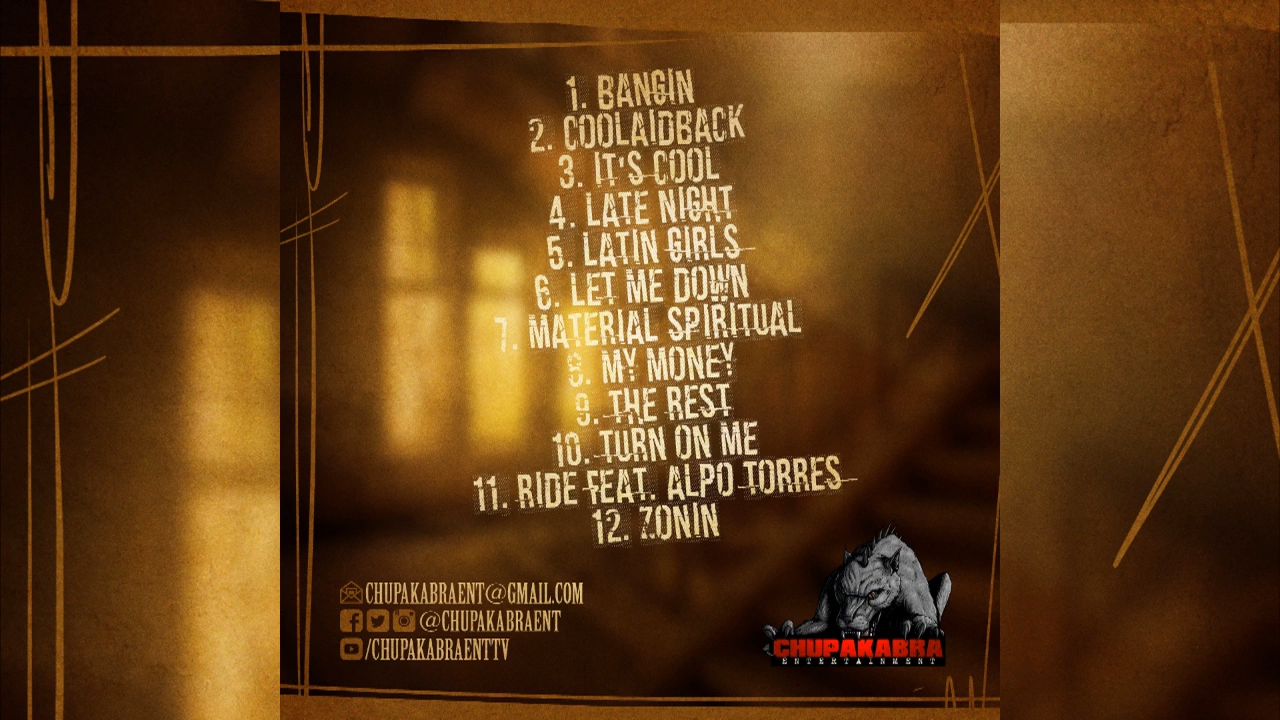 1. BANGIN
2. COOLAIDBACK
3. IT'S COOL
4. LATE NIGHT
5. LATIN GIRLS
6. LET ME DOWN
7. MATERIAL SPIRITUAL
8. MY MONEY
9. THE REST
10. TURN ON ME
11. RIDE FEAT. ALPO TORRES
12. ZONIN
CHUPAKABRAENT@GMAIL.COM
@CHUPAKABRAENT
/CHUPAKABRAENTTV
CHUPAKABRA
ENTERTAINMENT